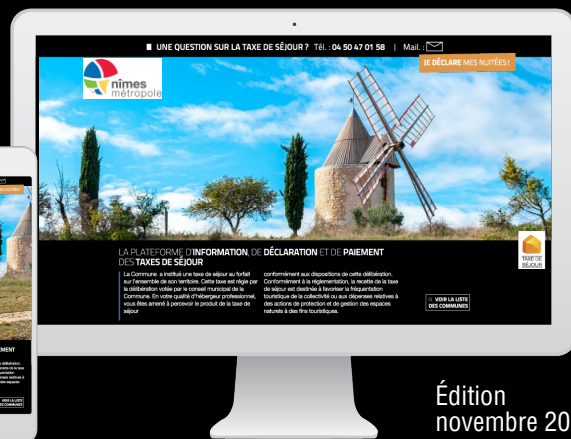 UNE QUESTION SUR LA TAXE DE SÉJOUR ? Tél. : 04 50 47 01 58 | Mail. :
JE DÉCLARE MES NUITÉES !
nîmes
métropole
LA PLATEFORME D'INFORMATION, DE DÉCLARATION ET DE PAIEMENT
DES TAXES DE SÉJOUR
La Commune a institué une taxe de séjour au forfait
sur l'ensemble de son territoire. Cette taxe est régie par
la délibération votée par le conseil municipal de la
Commune. En votre qualité d'hébergeur professionnel,
vous êtes amené à percevoir le produit de la taxe de
séjour
conformément aux dispositions de cette délibération.
Conformément à la réglementation, la recette de la taxe
de séjour est destinée à favoriser la fréquentation
touristique de la collectivité ou aux dépenses relatives à
des actions de protection et de gestion des espaces
naturels à des fins touristiques.
TAXE DE
SÉJOUR
VOIR LA LISTE
DES COMMUNES
VOIR LA LISTE
DES COMMUNES
Édition
novembre 20